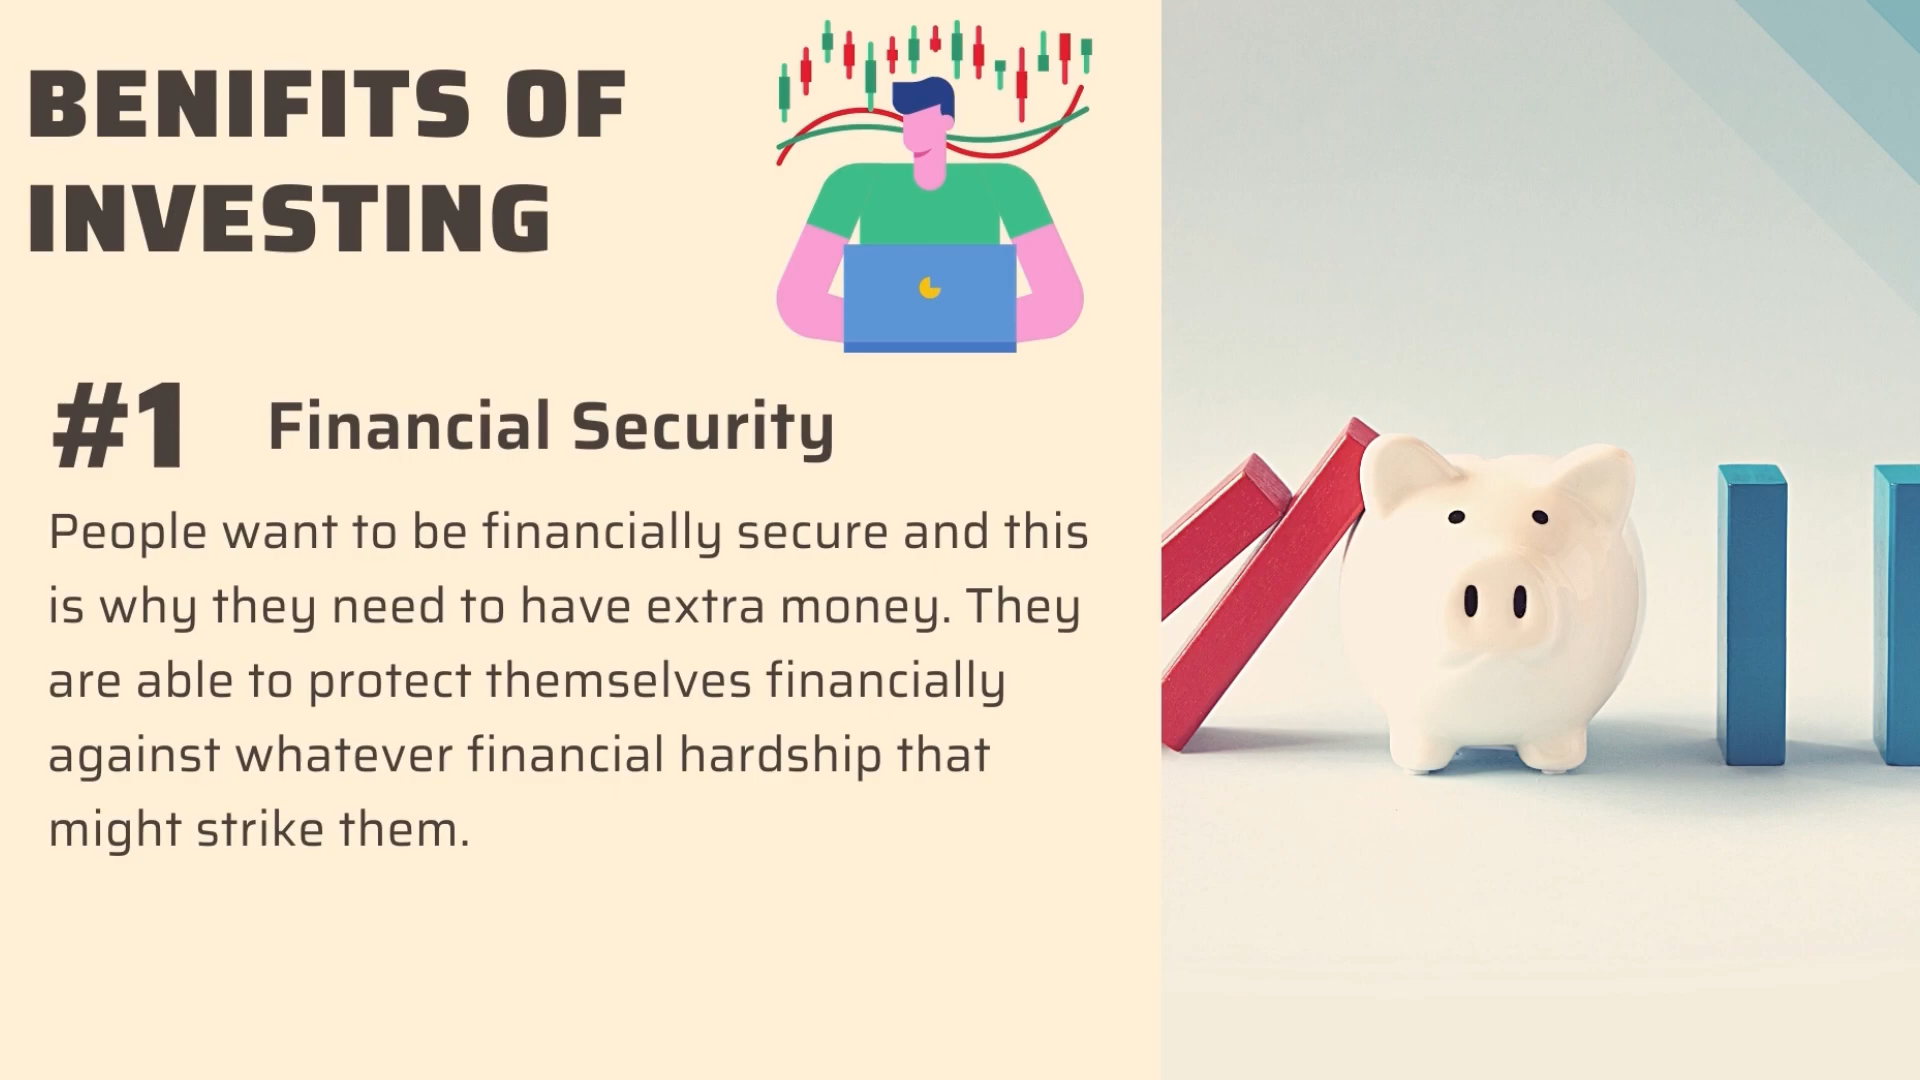 BENIFITS OF
INVESTING
#1 Financial Security
People want to be financially secure and this
is why they need to have extra money. They
are able to protect themselves financially
against whatever financial hardship that
might strike them.